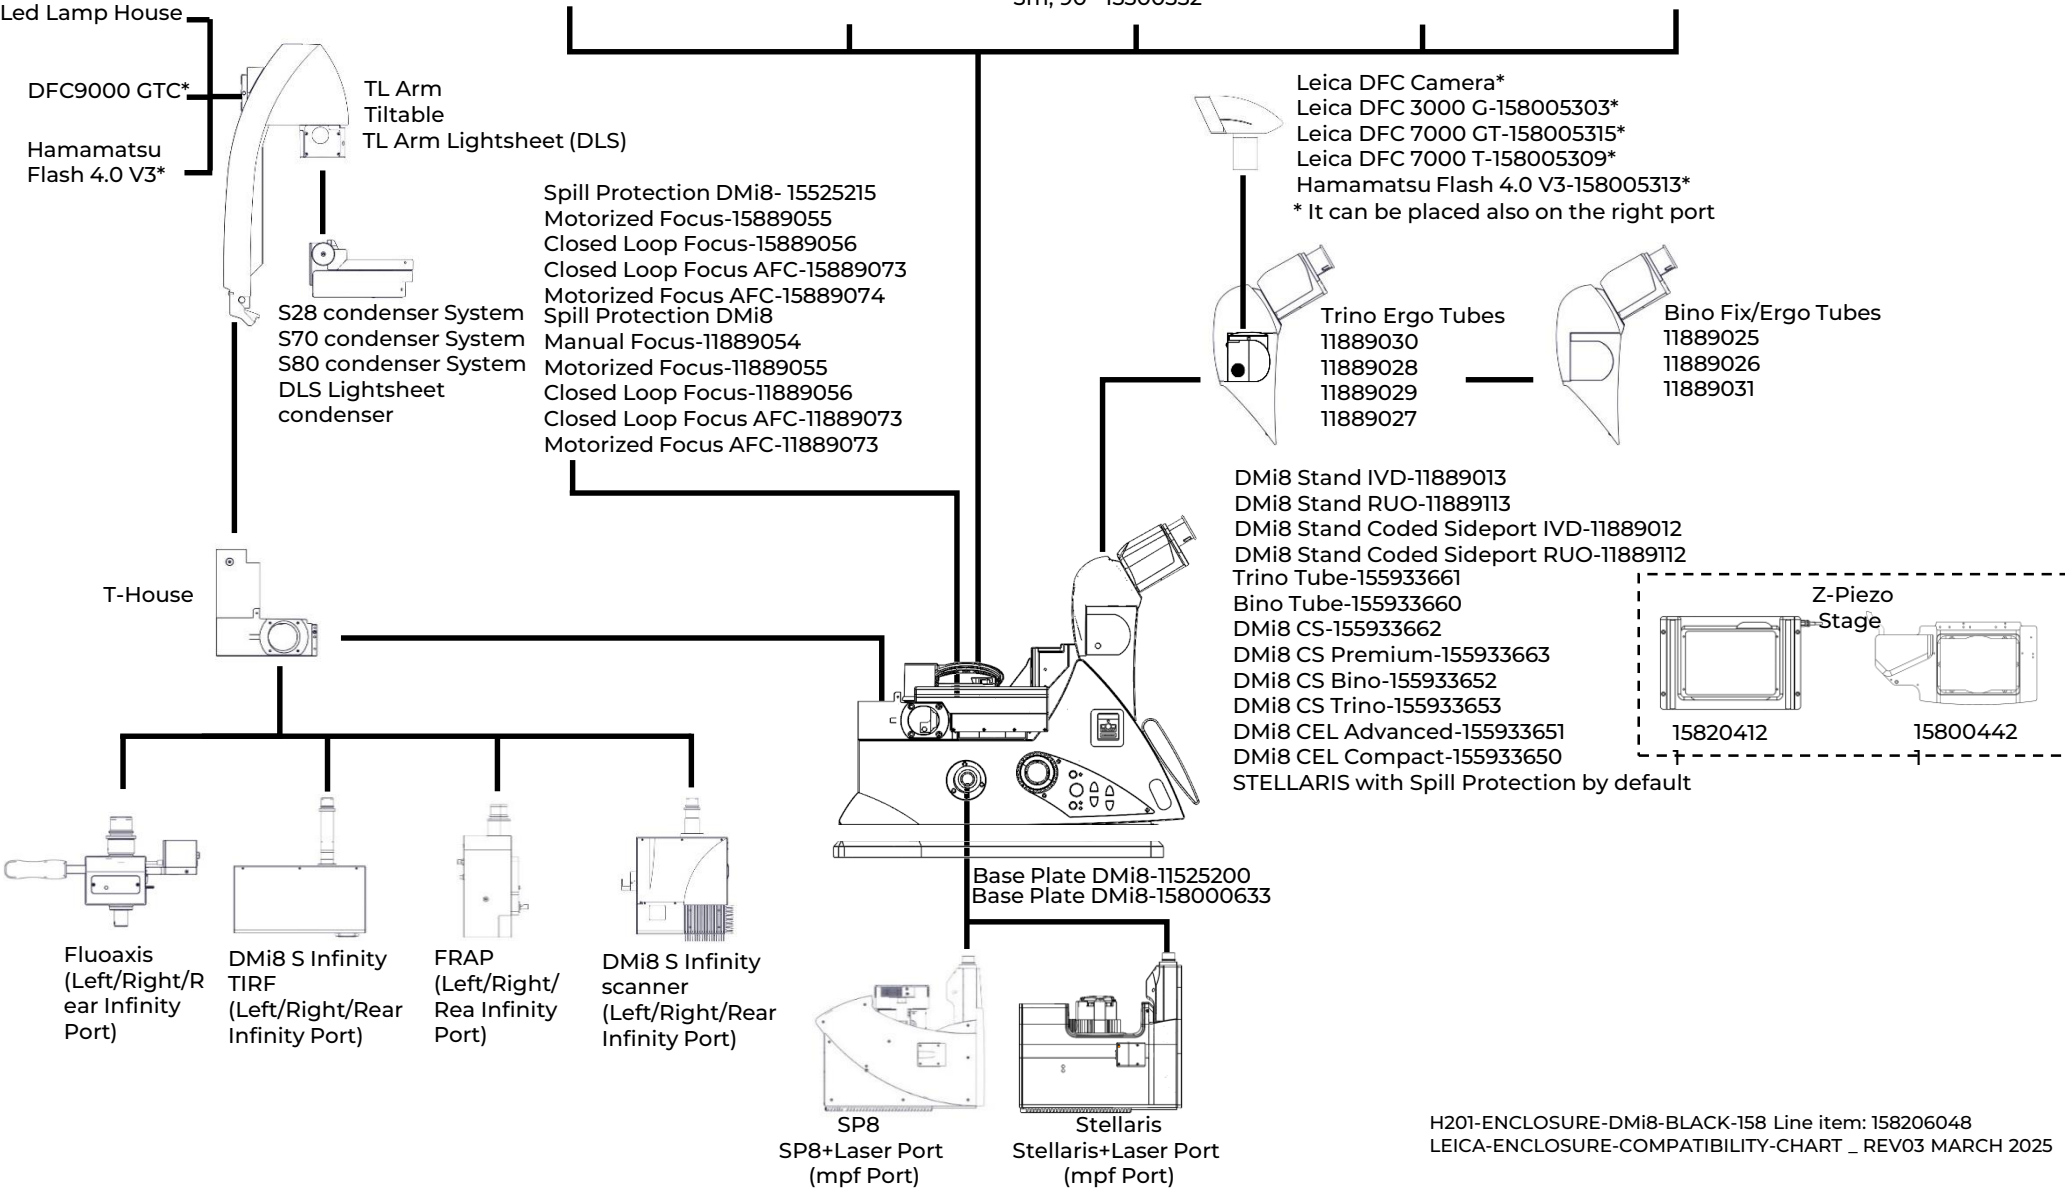 Led Lamp House
DFC9000 GTC*
Hamamatsu
Flash 4.0 V3*
TL Arm
Tiltable
TL Arm Lightsheet (DLS)
S28 condenser System
S70 condenser System
S80 condenser System
DLS Lightsheet
condenser
Spill Protection DMi8- 15525215
Motorized Focus-15889055
Closed Loop Focus-15889056
Closed Loop Focus AFC-15889073
Motorized Focus AFC-15889074
Spill Protection DMi8
Manual Focus-11889054
Motorized Focus-11889055
Closed Loop Focus-11889056
Closed Loop Focus AFC-11889073
Motorized Focus AFC-11889073
Leica DFC Camera*
Leica DFC 3000 G-158005303*
Leica DFC 7000 GT-158005315*
Leica DFC 7000 T-158005309*
Hamamatsu Flash 4.0 V3-158005313*
* It can be placed also on the right port
Trino Ergo Tubes
11889030
11889028
11889029
11889027
Bino Fix/Ergo Tubes
11889025
11889026
11889031
DMi8 Stand IVD-11889013
DMi8 Stand RUO-11889113
DMi8 Stand Coded Sideport IVD-11889012
DMi8 Stand Coded Sideport RUO-11889112
Trino Tube-155933661
Bino Tube-155933660
DMi8 CS-155933662
DMi8 CS Premium-155933663
DMi8 CS Bino-155933652
DMi8 CS Trino-155933653
DMi8 CEL Advanced-155933651
DMi8 CEL Compact-155933650
STELLARIS with Spill Protection by default
Z-Piezo
Stage
15820412
15800442
T-House
Base Plate DMi8-11525200
Base Plate DMi8-158000633
Fluoaxis
(Left/Right/R
ear Infinity
Port)
DMi8 S Infinity
TIRF
(Left/Right/Rear
Infinity Port)
FRAP
(Left/Right/
Rea Infinity
Port)
DMi8 S Infinity
scanner
(Left/Right/Rear
Infinity Port)
SP8
SP8+Laser Port
(mpf Port)
Stellaris
Stellaris+Laser Port
(mpf Port)
H201-ENCLOSURE-DMi8-BLACK-158 Line item: 158206048
LEICA-ENCLOSURE-COMPATIBILITY-CHART _ REV03 MARCH 2025